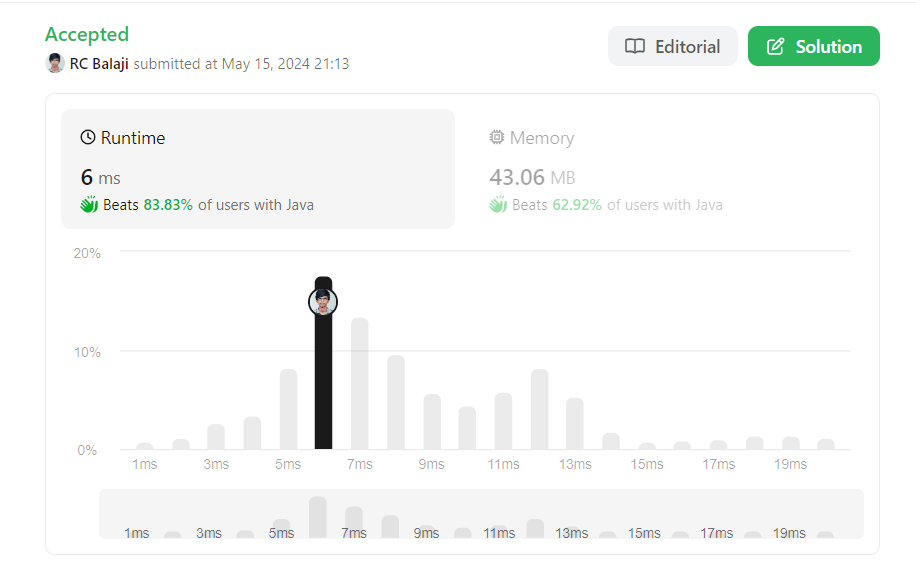 Accepted
Editorial
Solution
RC Balaji submitted at May 15, 2024 21:13
Runtime
Memory
6 ms
43.06 MB
Beats 83.83% of users with Java
Beats 62.92% of users with Java
20%
10%
0%
1ms 3ms 5ms 7ms 9ms 11ms 13ms 15ms 17ms 19ms
1ms 3ms 5ms 7ms 9ms 11ms 13ms 15ms 17ms 19ms